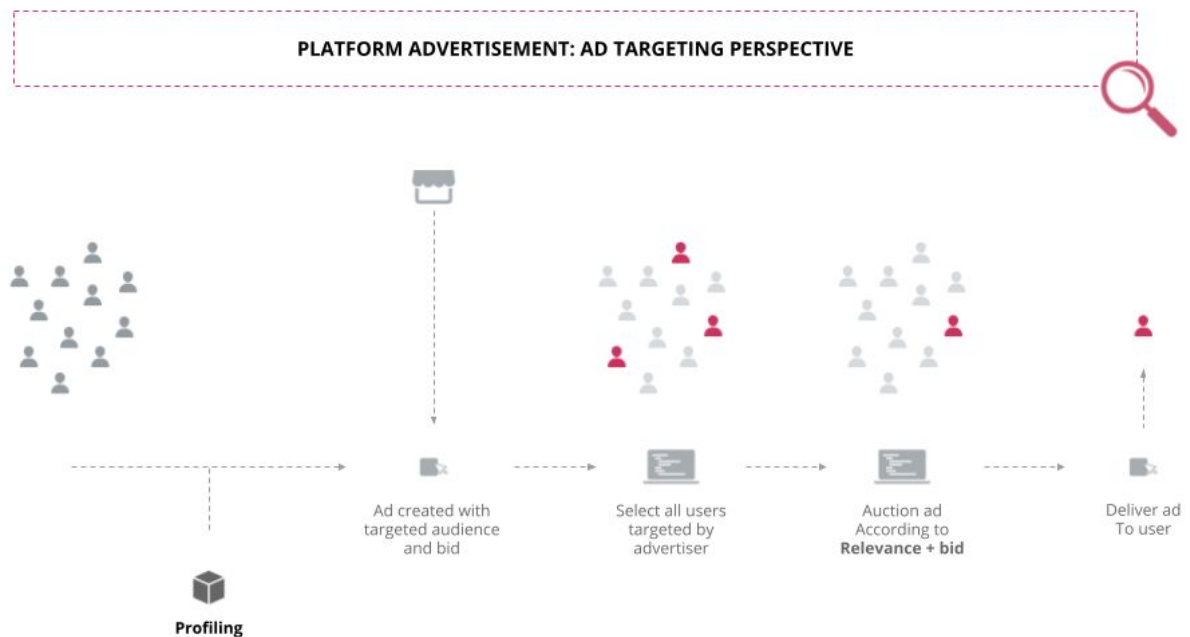 PLATFORM ADVERTISEMENT: AD TARGETING PERSPECTIVE
Ad created with
targeted audience
and bid
Select all users
targeted by
advertiser
Auction ad
According to
Relevance + bid
Deliver ad
To user
Profiling